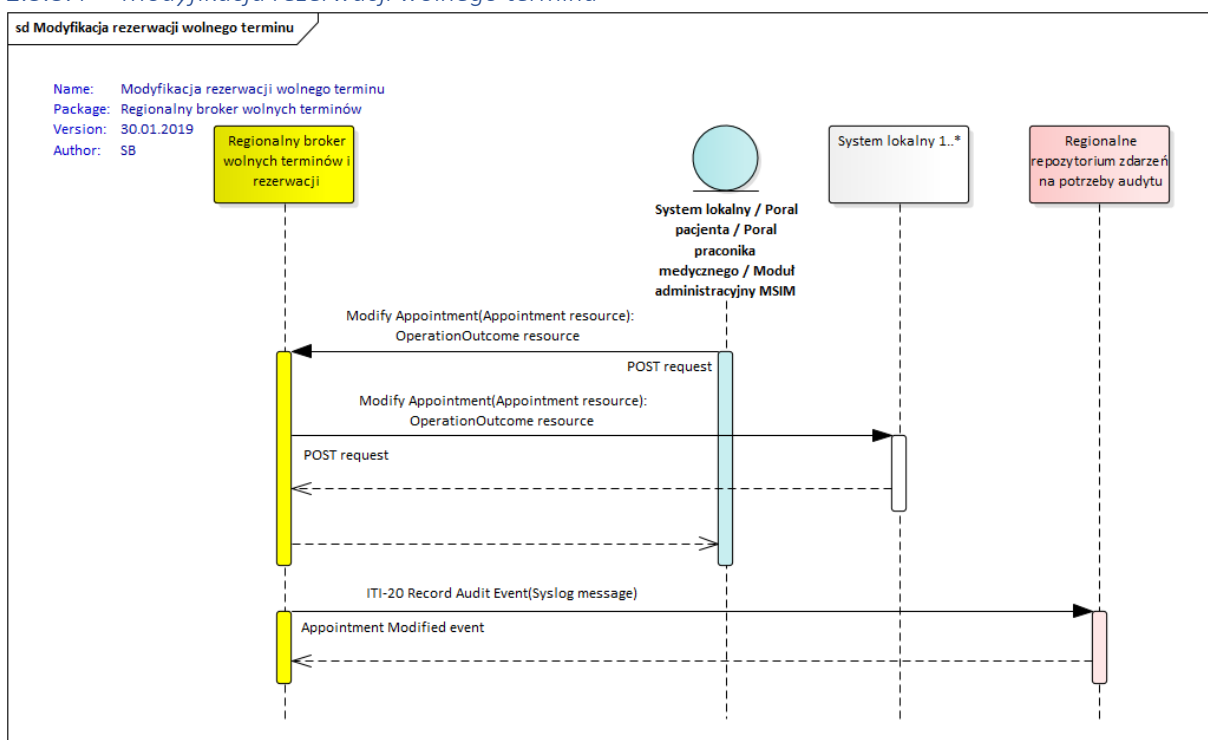 sd Modyfikacja rezerwacji wolnego terminu
Name: Modyfikacja rezerwacji wolnego terminu
Package: Regionalny broker wolnych terminów
Version: 30.01.2019
Author: SB
Regionalny broker
wolnych terminów i
rezerwacji
System lokalny / Poral
pacjenta / Poral
praconika
medycznego / Moduł
administracyjny MSIM
System lokalny 1..*
Regionalne
repozytorium zdarzeń
na potrzeby audytu
Modify Appointment(Appointment resource):
OperationOutcome resource
POST request
Modify Appointment(Appointment resource):
OperationOutcome resource
POST request
ITI-20 Record Audit Event(Syslog message)
Appointment Modified event